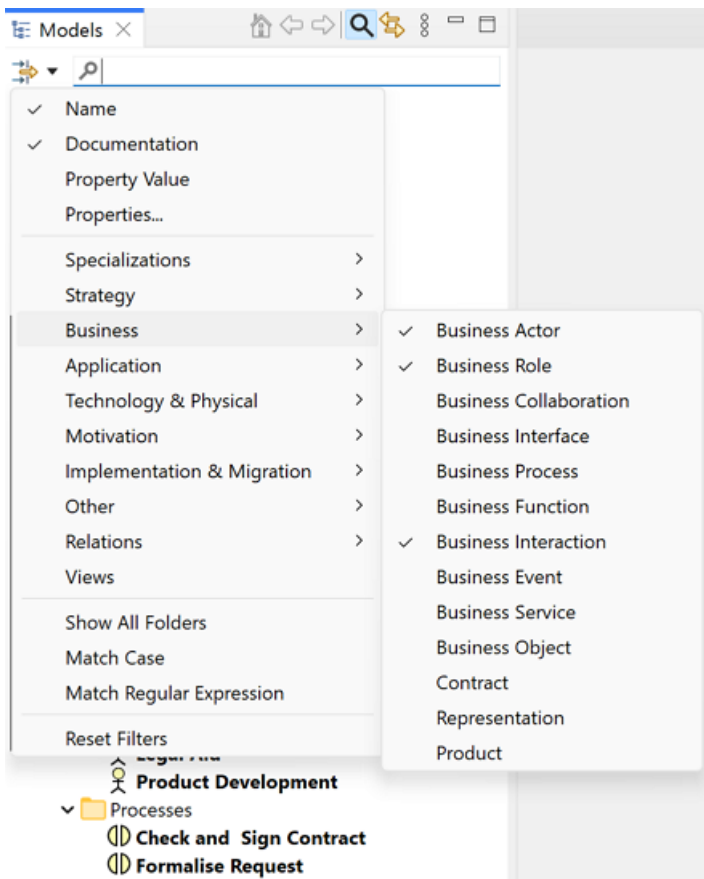 Models
Name
Documentation
Property Value
Properties...
Specializations
Strategy
Business
Application
Technology & Physical
Motivation
Implementation & Migration
Other
Relations
Views
Show All Folders
Match Case
Match Regular Expression
Reset Filters
Business Actor
Business Role
Business Collaboration
Business Interface
Business Process
Business Function
Business Interaction
Business Event
Business Service
Business Object
Contract
Representation
Product
Legal Aid
Product Development
Processes
Check and  Sign Contract
Formalise Request